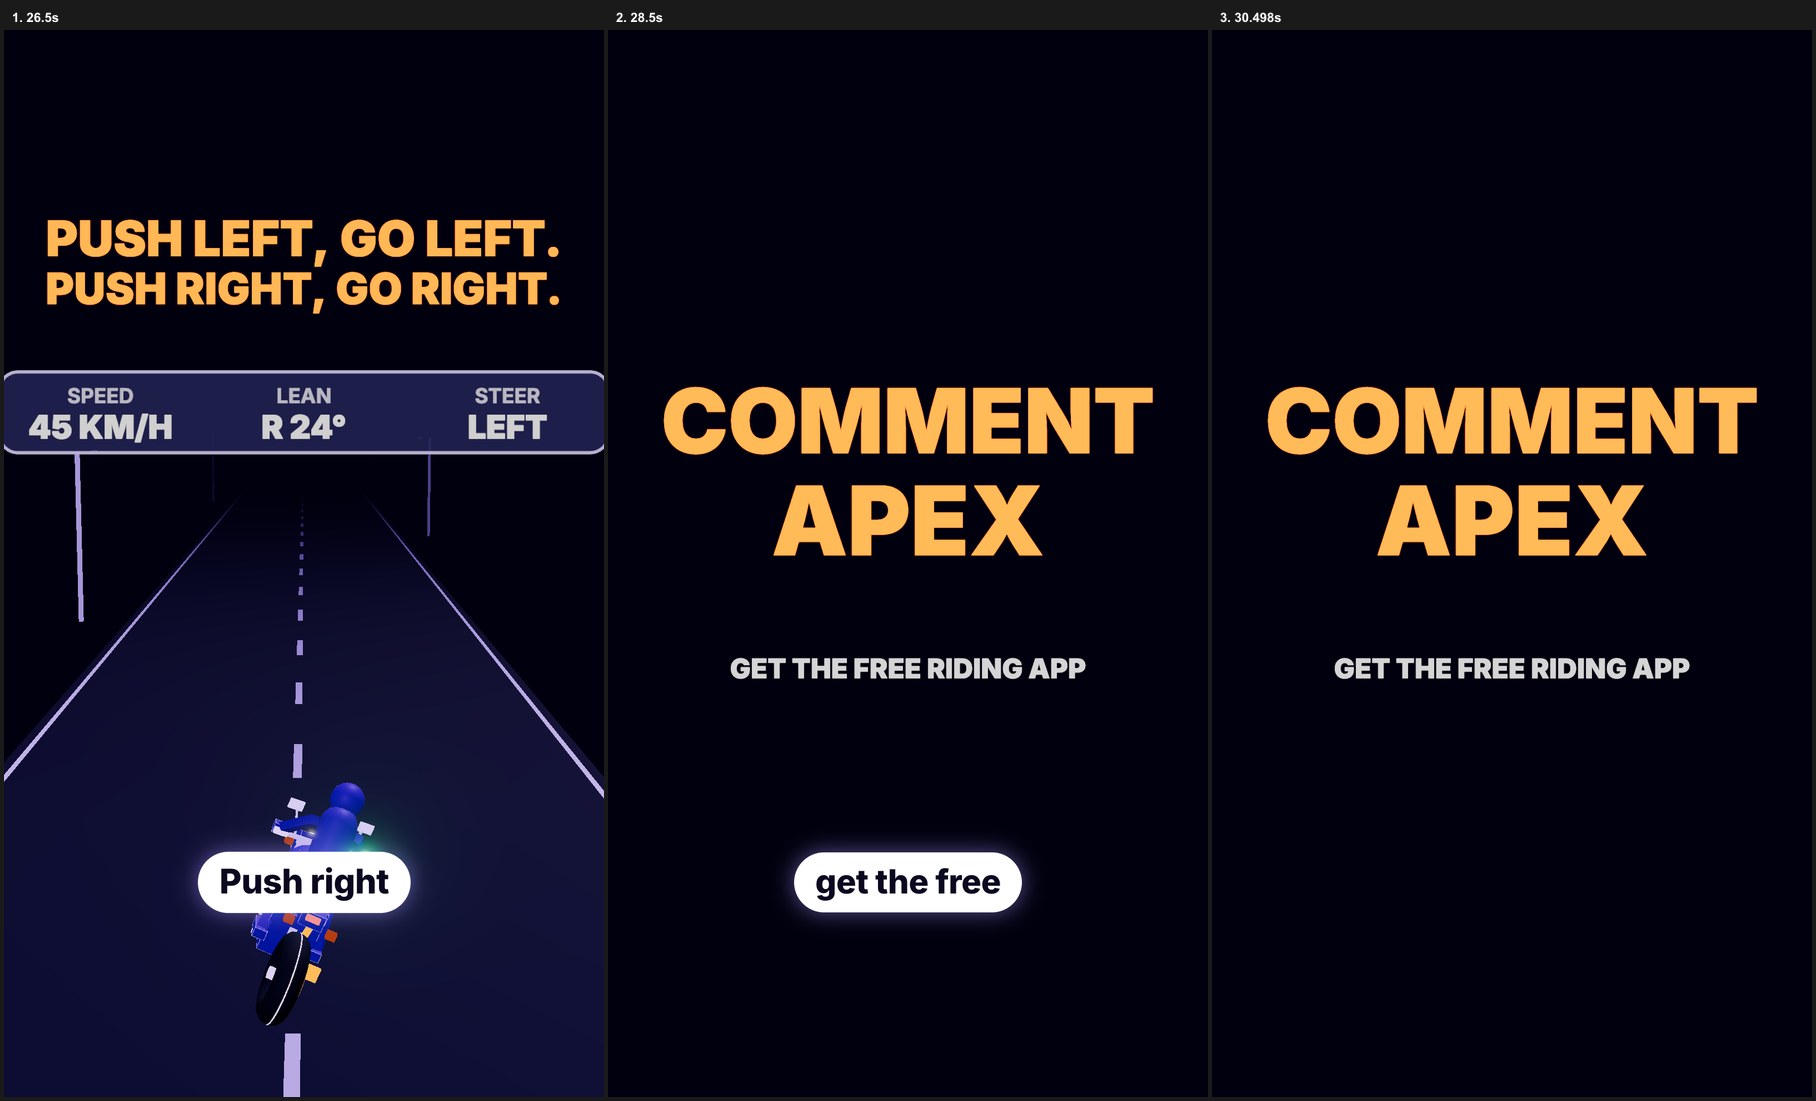 1. 26.5s
PUSH LEFT, GO LEFT.
PUSH RIGHT, GO RIGHT.
SPEED LEAN STEER
45 KM/H R 24° LEFT
Push right
2. 28.5s
COMMENT
APEX
GET THE FREE RIDING APP
get the free
3. 30.498s
COMMENT
APEX
GET THE FREE RIDING APP